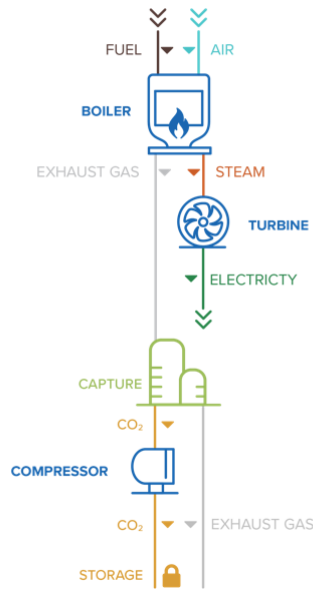 FUEL AIR
BOILER
EXHAUST GAS STEAM
TURBINE
ELECTRICTY
CAPTURE
CO₂
COMPRESSOR
CO₂ EXHAUST GAS
STORAGE